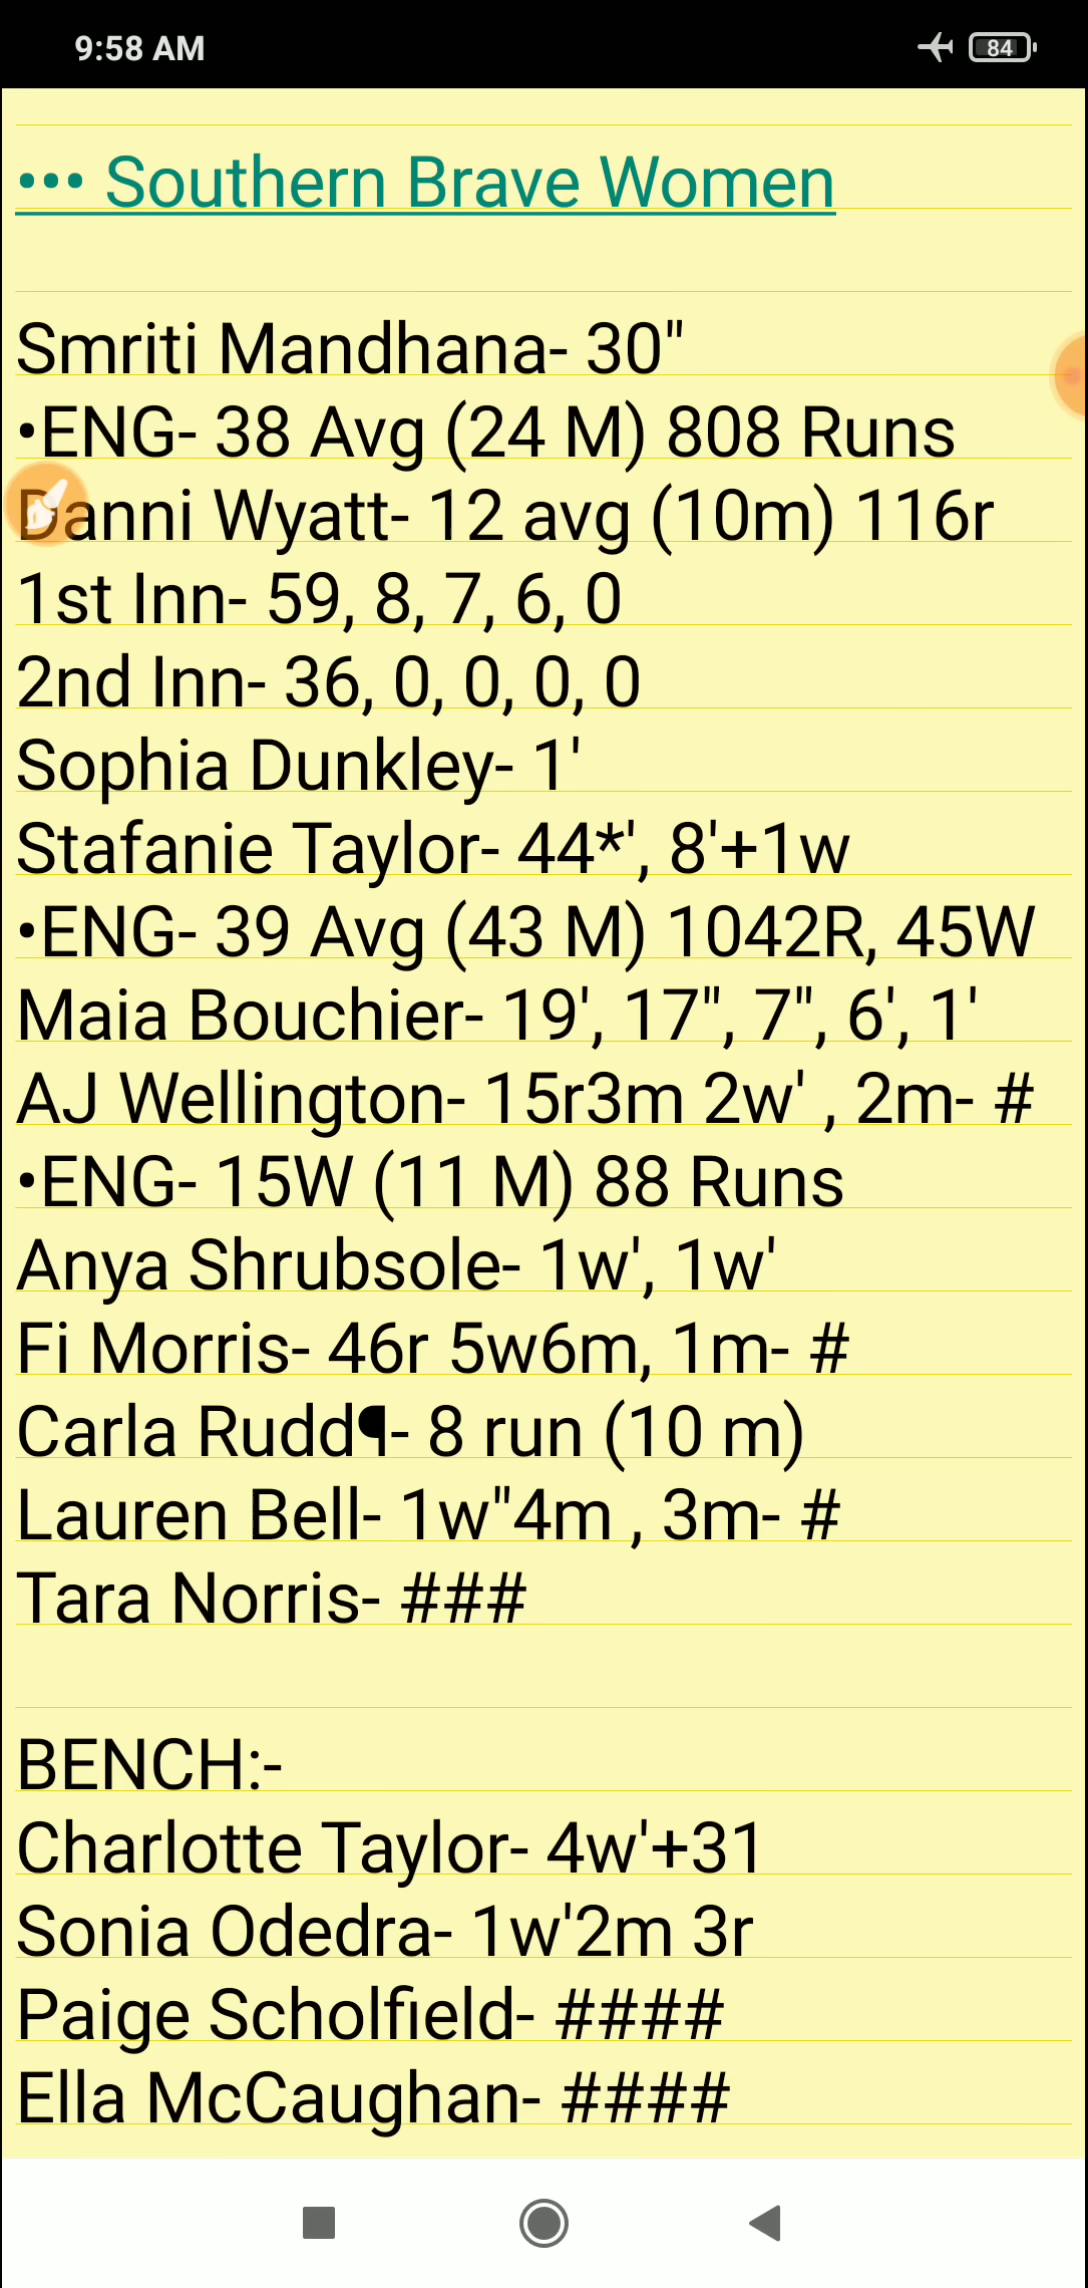 9:58 AM
84
••• Southern Brave Women
Smriti Mandhana- 30"
•ENG- 38 Avg (24 M) 808 Runs
Danni Wyatt- 12 avg (10m) 116r
1st Inn- 59, 8, 7, 6, 0
2nd Inn- 36, 0, 0, 0, 0
Sophia Dunkley- 1'
Stafanie Taylor- 44*', 8'+1w
•ENG- 39 Avg (43 M) 1042R, 45W
Maia Bouchier- 19', 17", 7", 6', 1'
AJ Wellington- 15r3m 2w' , 2m- #
•ENG- 15W (11 M) 88 Runs
Anya Shrubsole- 1w', 1w'
Fi Morris- 46r 5w6m, 1m- #
Carla Rudd¶- 8 run (10 m)
Lauren Bell- 1w"4m , 3m- #
Tara Norris- ###
BENCH:-
Charlotte Taylor- 4w'+31
Sonia Odedra- 1w'2m 3r
Paige Scholfield- ####
Ella McCaughan- ####